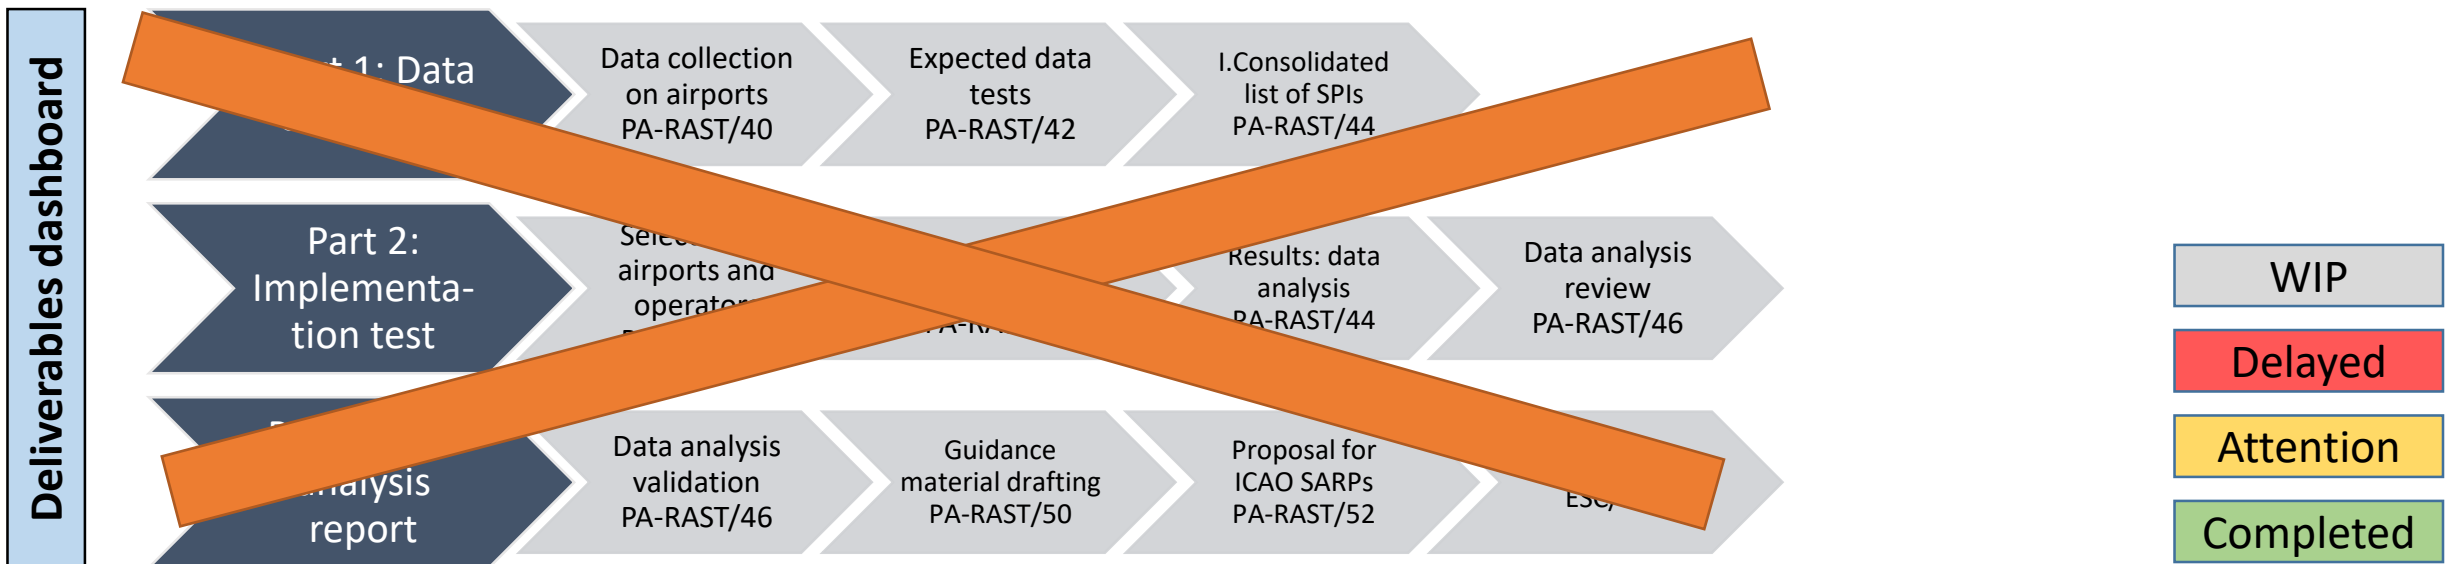 Deliverables dashboard
1: Data
Data collection
on airports
PA-RAST/40
Expected data
tests
PA-RAST/42
I.Consolidated
list of SPIs
PA-RAST/44
Part 2:
Implementa-
tion test
airports and
Results: data
analysis
PA-RAST/44
Data analysis
review
PA-RAST/46
analysis
report
Data analysis
validation
PA-RAST/46
Guidance
material drafting
PA-RAST/50
Proposal for
ICAO SARPs
PA-RAST/52
WIP
Delayed
Attention
Completed